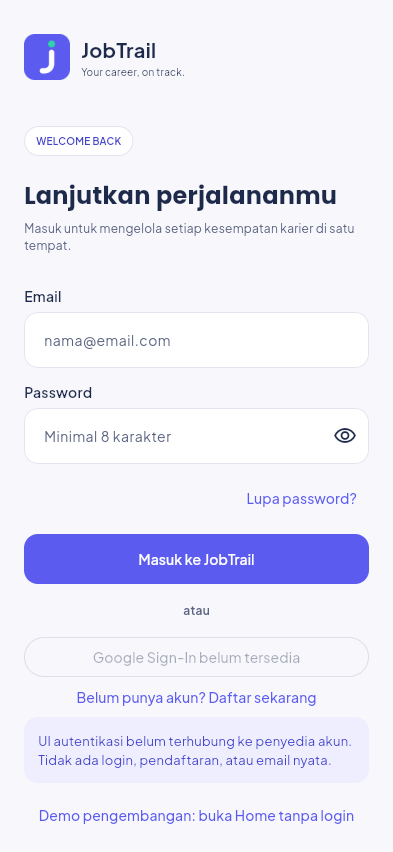 JobTrail
Your career, on track.
WELCOME BACK
Lanjutkan perjalananmu
Masuk untuk mengelola setiap kesempatan karier di satu
tempat.
Email
nama@email.com
Password
Minimal 8 karakter
Lupa password?
Masuk ke JobTrail
atau
Google Sign-In belum tersedia
Belum punya akun? Daftar sekarang
UI autentikasi belum terhubung ke penyedia akun.
Tidak ada login, pendaftaran, atau email nyata.
Demo pengembangan: buka Home tanpa login